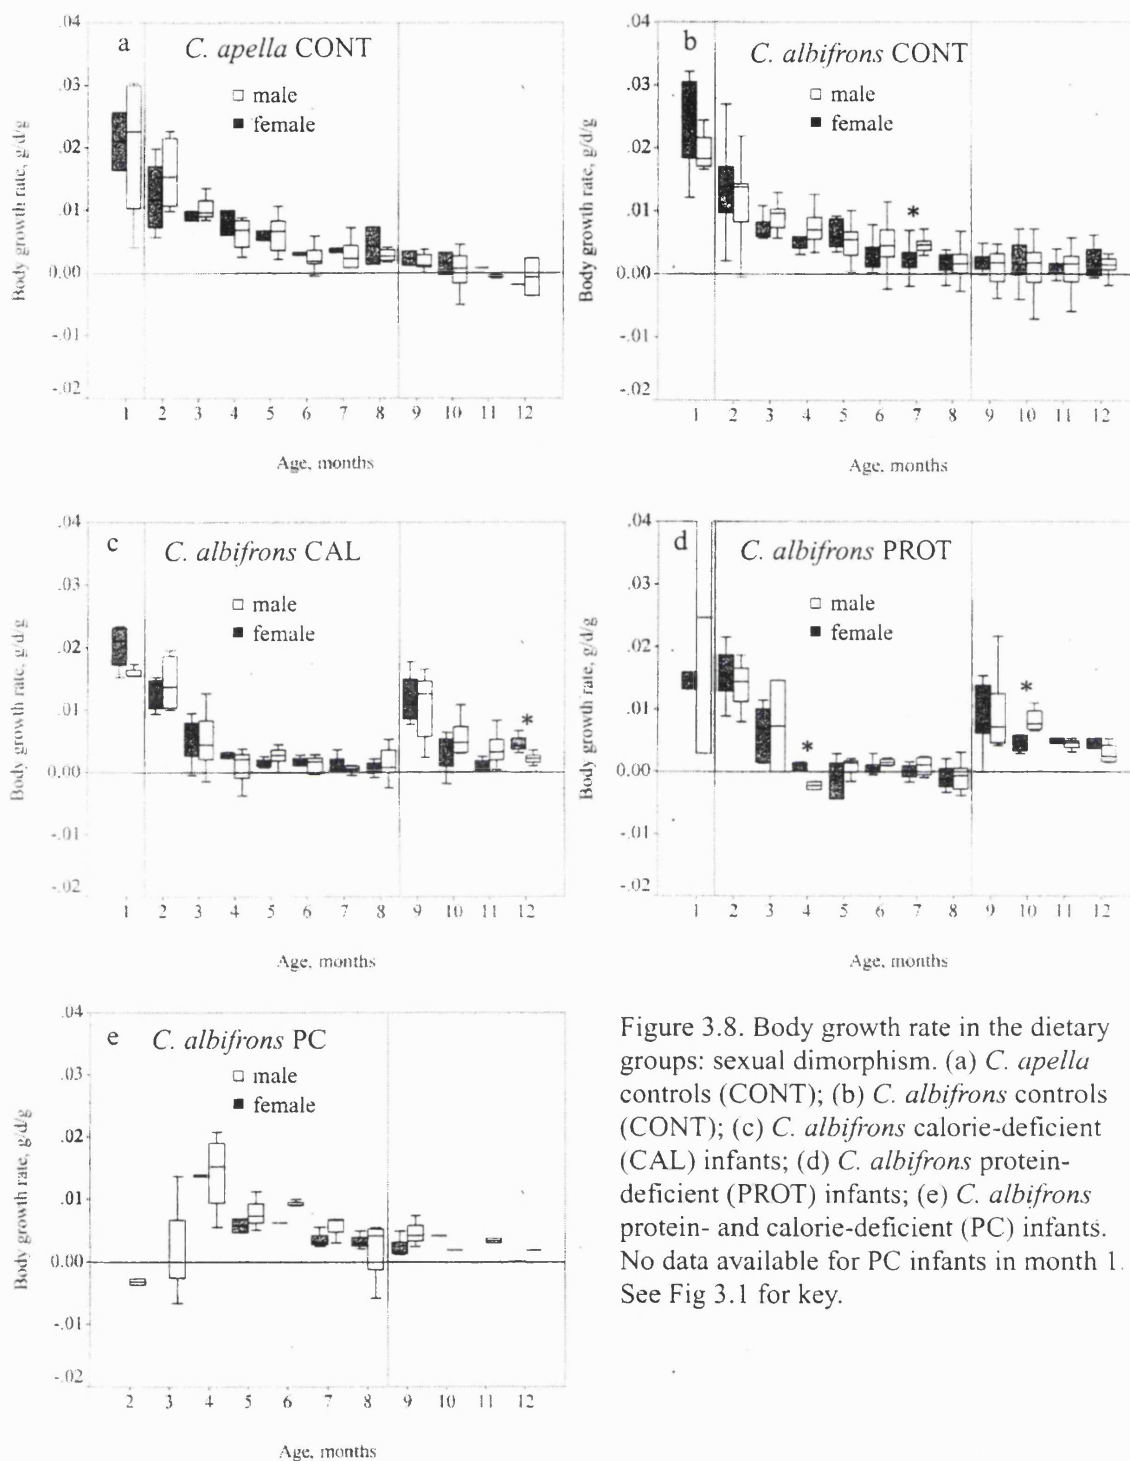 a
C. apella CONT
□ male
■ female
Body growth rate, g/d/g
.04
.03
.02
.01
0.00
-.01
-.02
1 2 3 4 5 6 7 8 9 10 11 12
Age, months
b
C. albifrons CONT
□ male
■ female
*
Body growth rate, g/d/g
.04
.03
.02
.01
0.00
-.01
-.02
1 2 3 4 5 6 7 8 9 10 11 12
Age, months
c
C. albifrons CAL
□ male
■ female
*
Body growth rate, g/d/g
.04
.03
.02
.01
0.00
-.01
-.02
1 2 3 4 5 6 7 8 9 10 11 12
Age, months
d
C. albifrons PROT
□ male
■ female
*
*
Body growth rate, g/d/g
.04
.03
.02
.01
0.00
-.01
-.02
1 2 3 4 5 6 7 8 9 10 11 12
Age, months
e
C. albifrons PC
□ male
■ female
Body growth rate, g/d/g
.04
.03
.02
.01
0.00
-.01
-.02
2 3 4 5 6 7 8 9 10 11 12
Age, months
Figure 3.8. Body growth rate in the dietary
groups: sexual dimorphism. (a) C. apella
controls (CONT); (b) C. albifrons controls
(CONT); (c) C. albifrons calorie-deficient
(CAL) infants; (d) C. albifrons protein-
deficient (PROT) infants; (e) C. albifrons
protein- and calorie-deficient (PC) infants.
No data available for PC infants in month 1.
See Fig 3.1 for key.